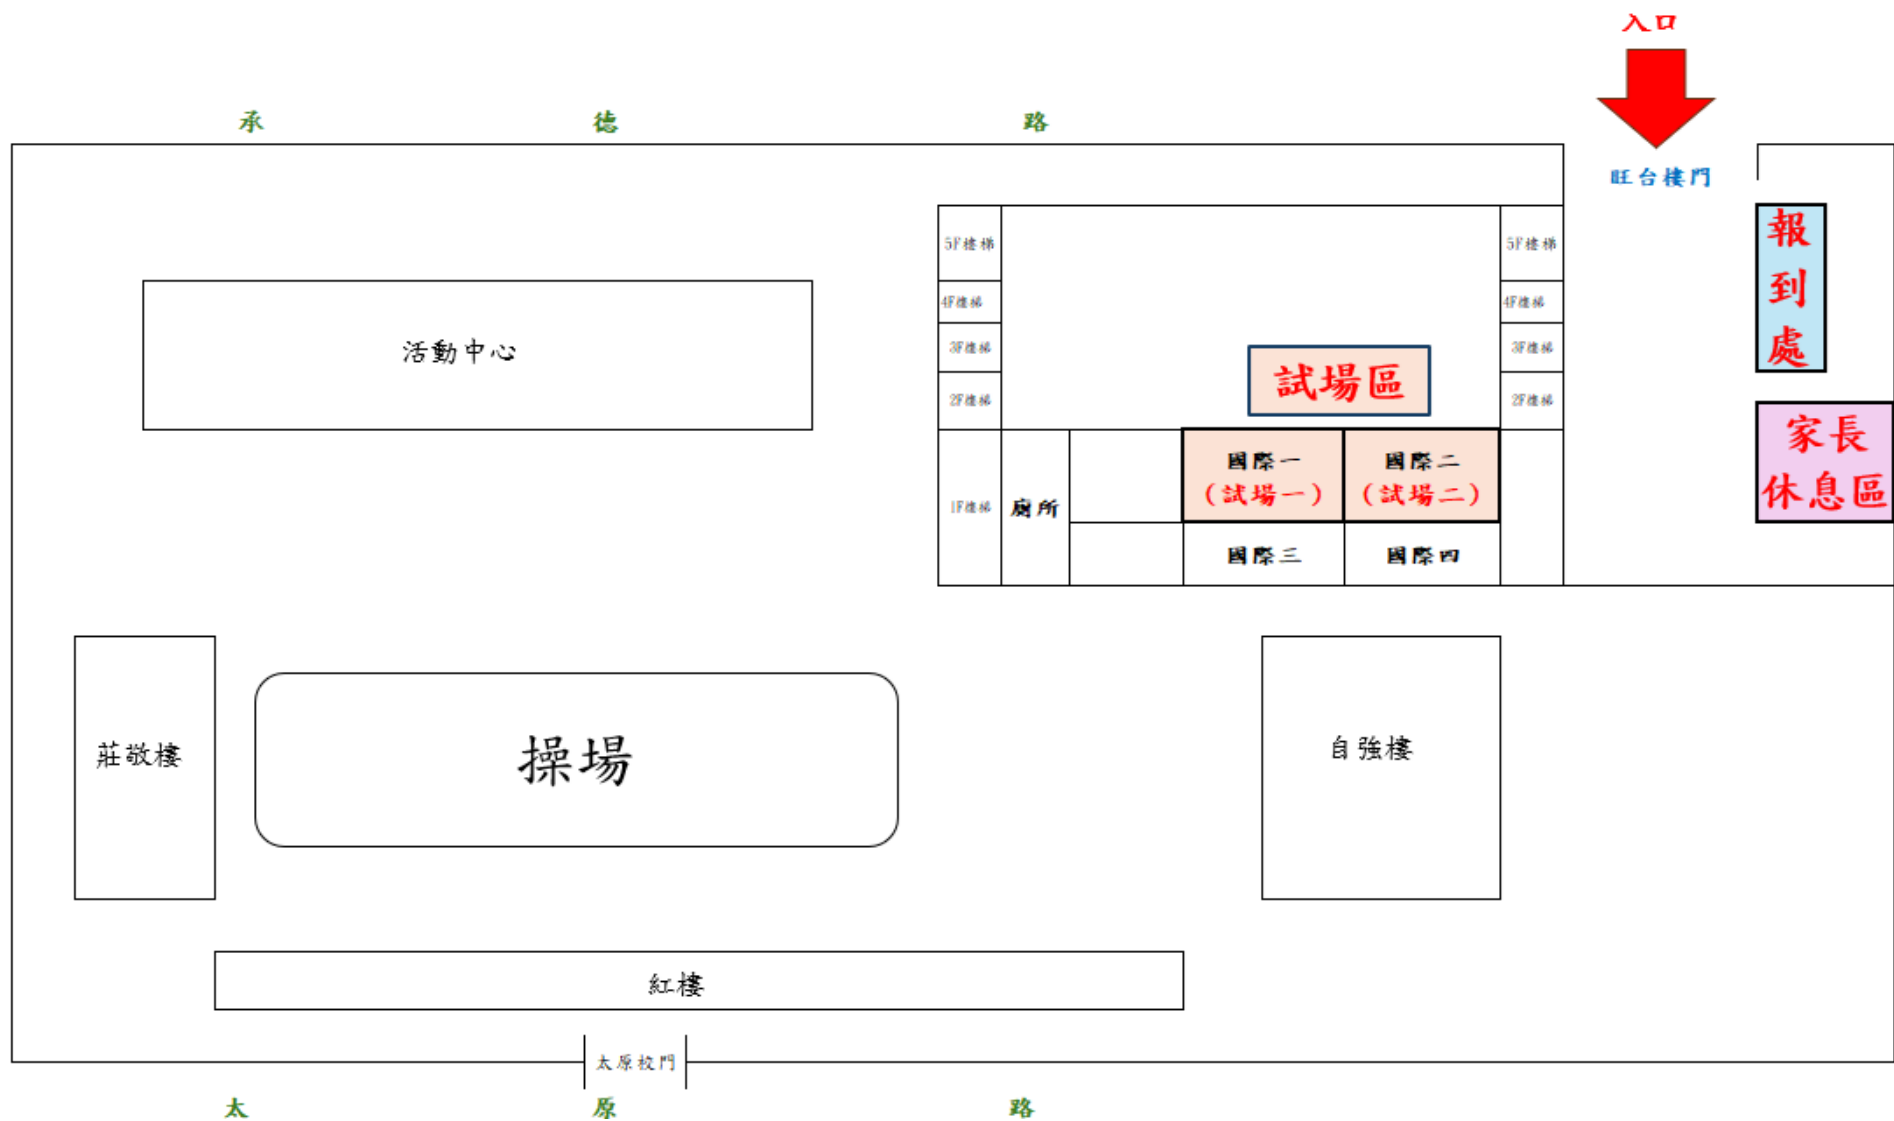 入口
承德路
旺台樓門
報到處
5F樓梯
5F樓梯
4F樓梯
4F樓梯
活動中心
3F樓梯
3F樓梯
試場區
2F樓梯
2F樓梯
家長
休息區
國際一
(試場一)
國際二
(試場二)
1F樓梯
廁所
國際三
國際四
莊敬樓
操場
自強樓
紅樓
太原校門
太原路